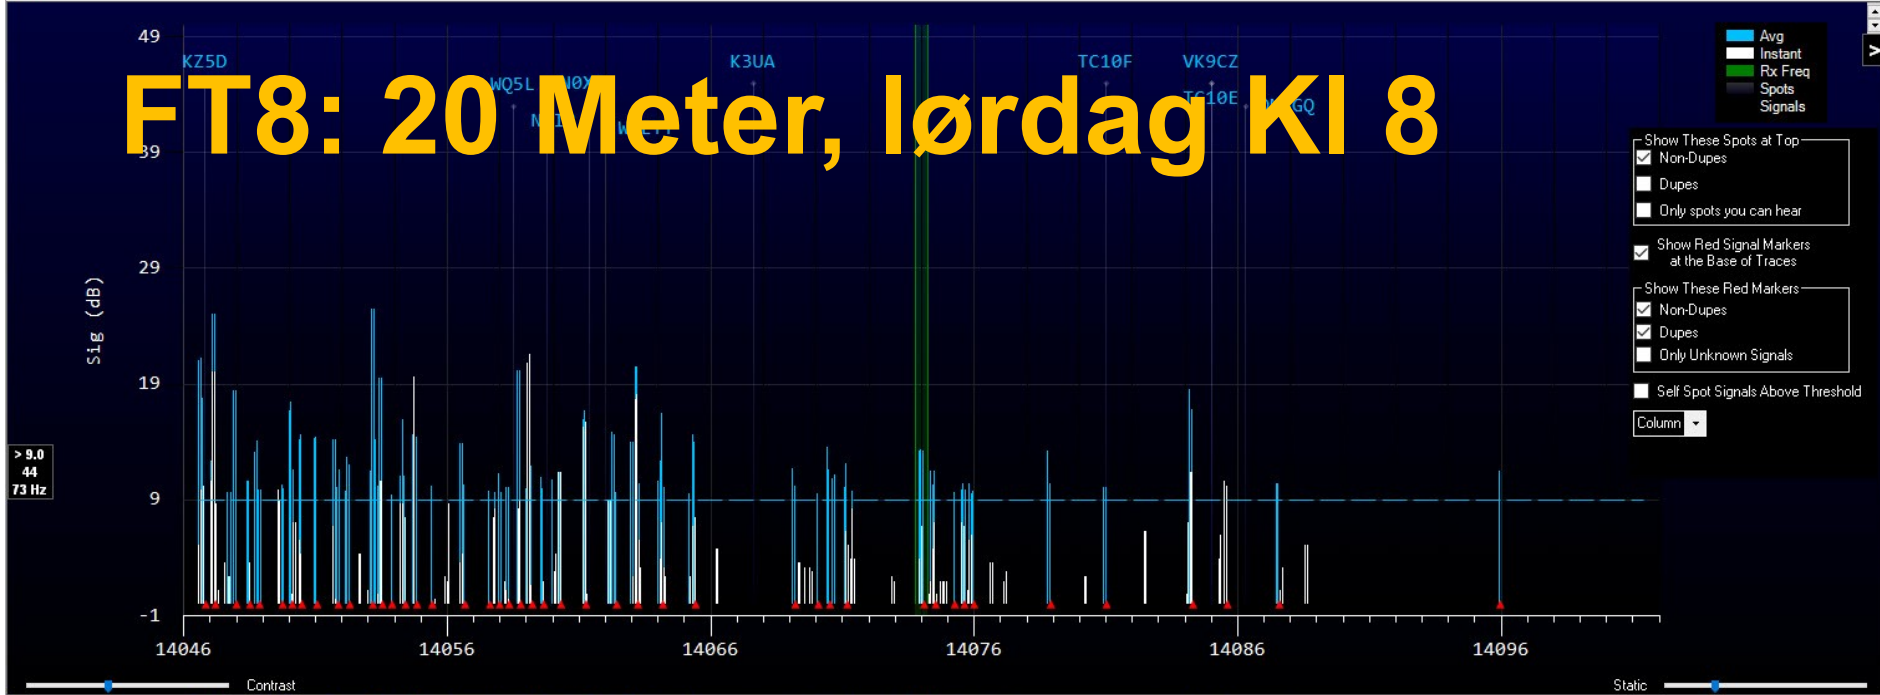 49
KZ5D
K3UA
TC10F
VK9CZ
WQ5L
TC10E
FT8: 20 Meter, lørdag Kl 8
39
29
Sig (dB)
19
> 9.0
44
73 Hz
9
-1
14046
14056
14066
14076
14086
14096
Contrast
Static
Avg
Instant
Rx Freq
Spots
Signals
>
Show These Spots at Top
Non-Dupes
Dupes
Only spots you can hear
Show Red Signal Markers
at the Base of Traces
Show These Red Markers
Non-Dupes
Dupes
Only Unknown Signals
Self Spot Signals Above Threshold
Column